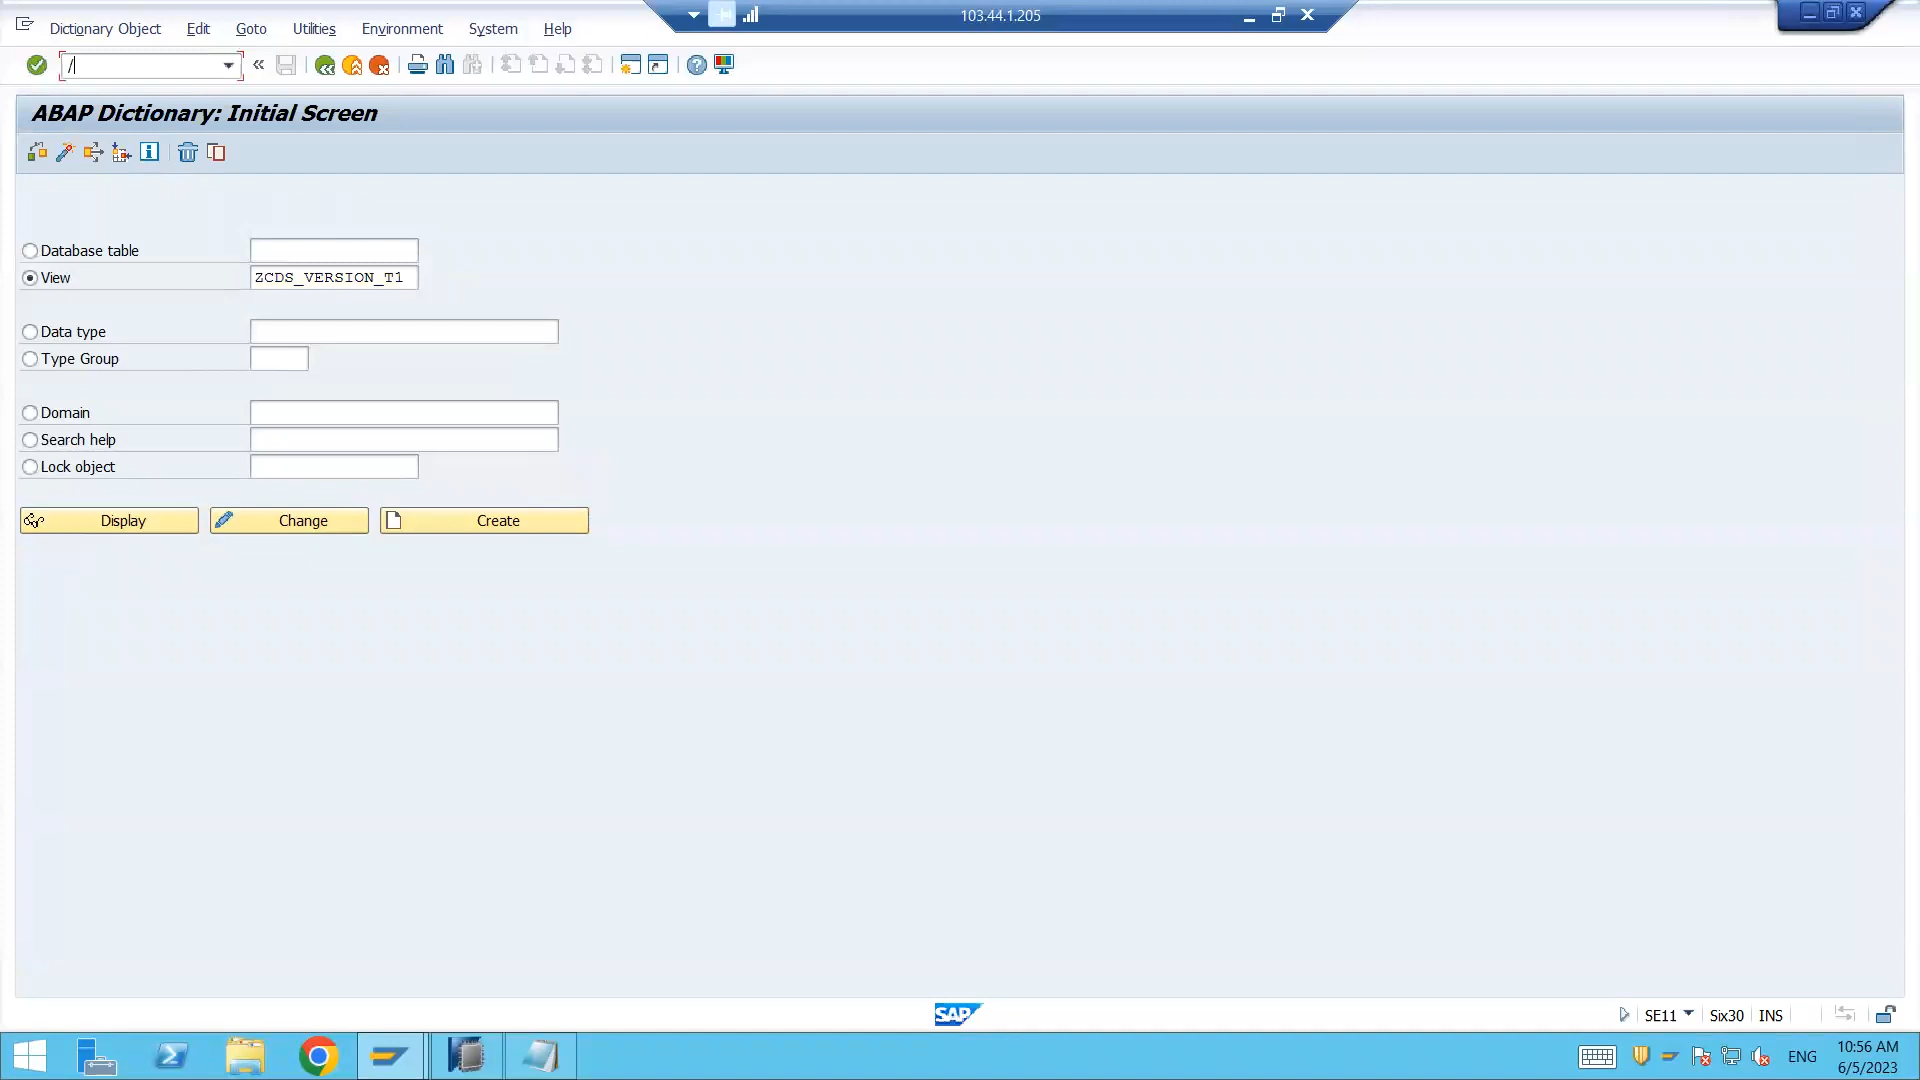 103.44.1.205
Dictionary Object Edit Goto Utilities Environment System Help
/
ABAP Dictionary: Initial Screen
Database table
View ZCDS_VERSION_T1
Data type
Type Group
Domain
Search help
Lock object
Display Change Create
SAP
SE11 Six30 INS
ENG
10:56 AM
6/5/2023